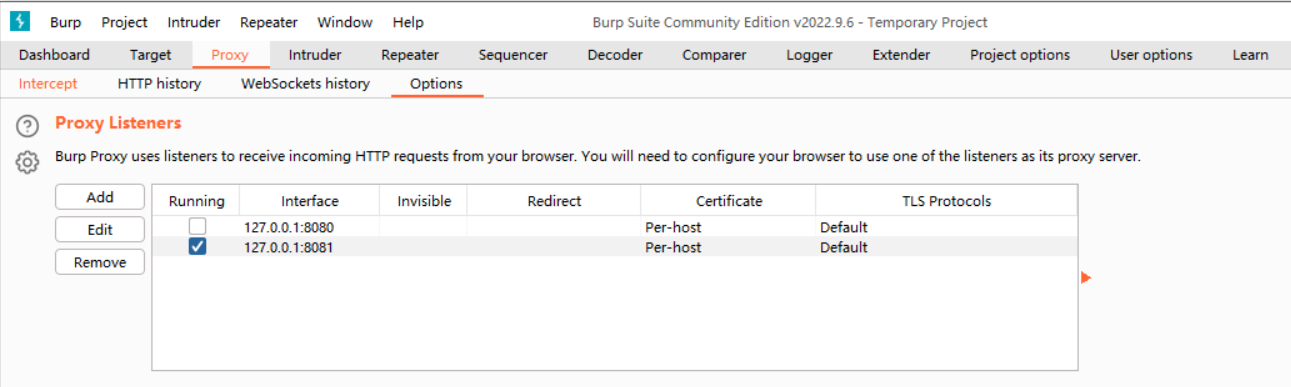 Burp Project Intruder Repeater Window Help Burp Suite Community Edition v2022.9.6 - Temporary Project
Dashboard Target Proxy Intruder Repeater Sequencer Decoder Comparer Logger Extender Project options User options Learn
Intercept HTTP history WebSockets history Options
Proxy Listeners
Burp Proxy uses listeners to receive incoming HTTP requests from your browser. You will need to configure your browser to use one of the listeners as its proxy server.
Add
Edit
Remove
Running Interface Invisible Redirect Certificate TLS Protocols
127.0.0.1:8080 Per-host Default
127.0.0.1:8081 Per-host Default